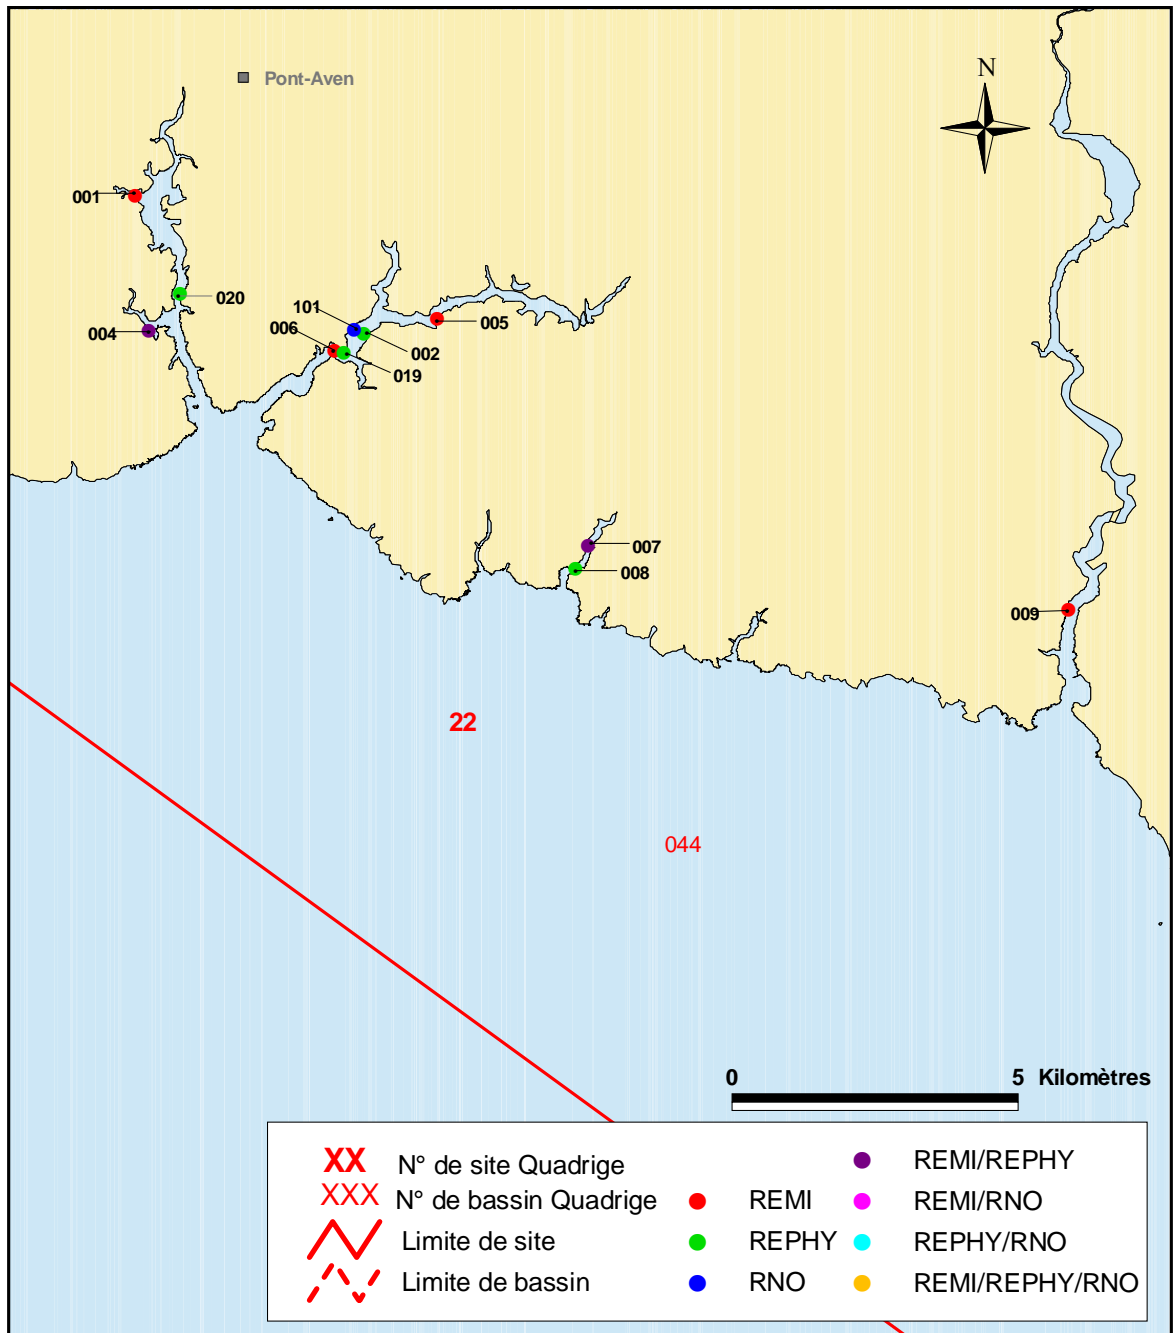 Pont-Aven
N
001
020
004
101
006
005
002
019
007
008
009
22
044
0 5 Kilomètres
XX N° de site Quadrige
XXX N° de bassin Quadrige
Limite de site
Limite de bassin
REMI
REPHY
RNO
REMI/REPHY
REMI/RNO
REPHY/RNO
REMI/REPHY/RNO